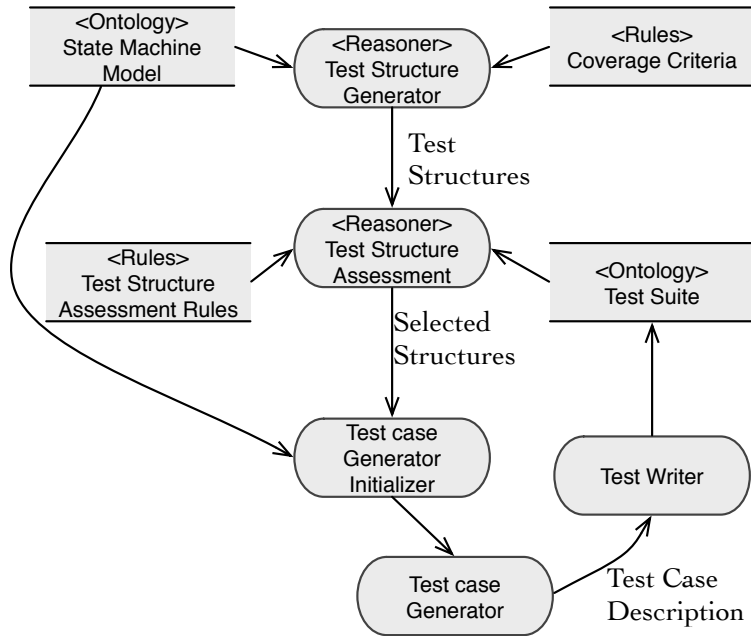 <Ontology>
State Machine
Model
<Reasoner>
Test Structure
Generator
<Rules>
Coverage Criteria
Test
Structures
<Rules>
Test Structure
Assessment Rules
<Reasoner>
Test Structure
Assessment
<Ontology>
Test Suite
Selected
Structures
Test case
Generator
Initializer
Test Writer
Test case
Generator
Test Case
Description